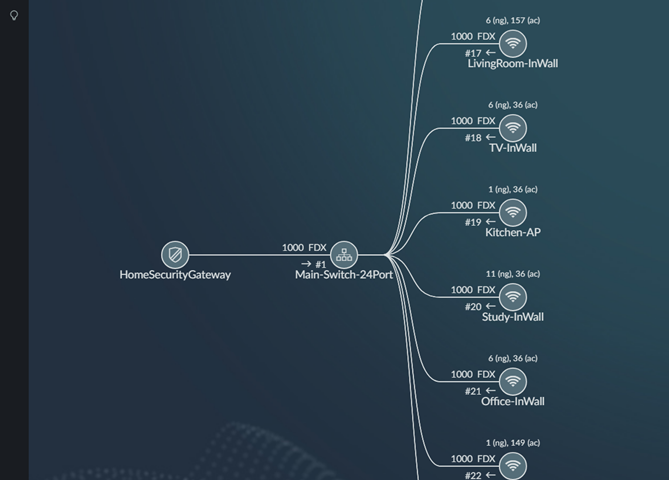 6 (ng), 157 (ac)
1000 FDX
#17 ←
LivingRoom-InWall
6 (ng), 36 (ac)
1000 FDX
#18 ←
TV-InWall
1 (ng), 36 (ac)
1000 FDX
#19 ←
Kitchen-AP
1000 FDX
→ #1
HomeSecurityGateway
Main-Switch-24Port
11 (ng), 36 (ac)
1000 FDX
#20 ←
Study-InWall
6 (ng), 36 (ac)
1000 FDX
#21 ←
Office-InWall
1 (ng), 149 (ac)
1000 FDX
#22 ←